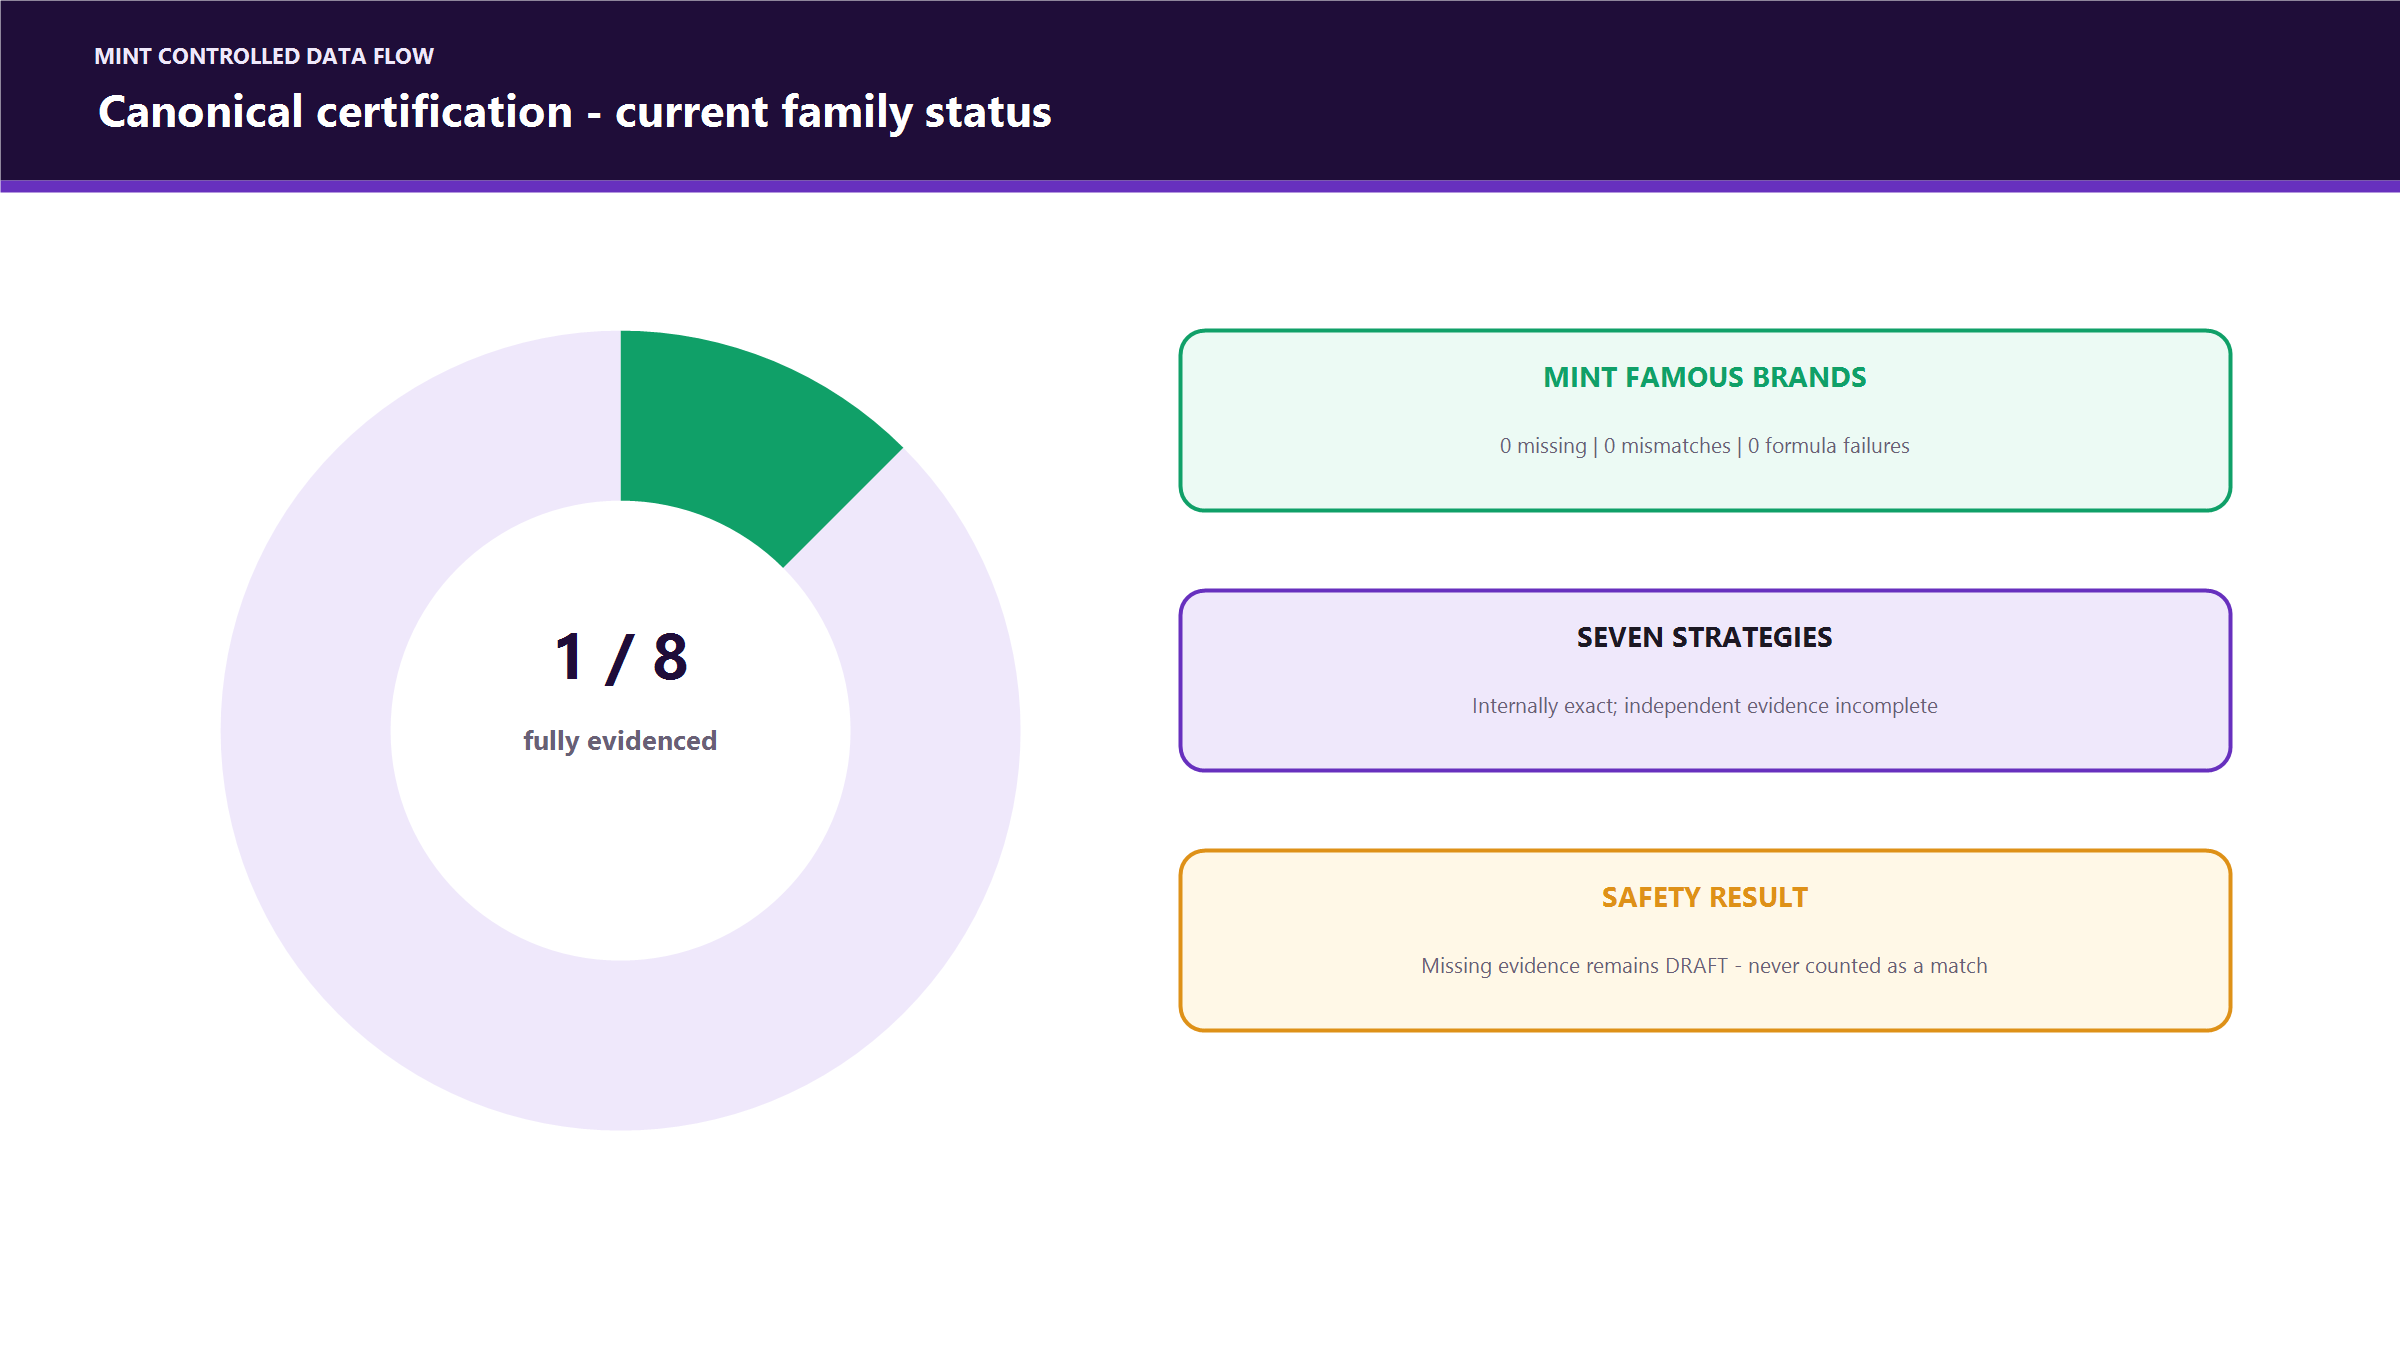 MINT CONTROLLED DATA FLOW
Canonical certification - current family status
1 / 8
fully evidenced
MINT FAMOUS BRANDS
0 missing | 0 mismatches | 0 formula failures
SEVEN STRATEGIES
Internally exact; independent evidence incomplete
SAFETY RESULT
Missing evidence remains DRAFT - never counted as a match